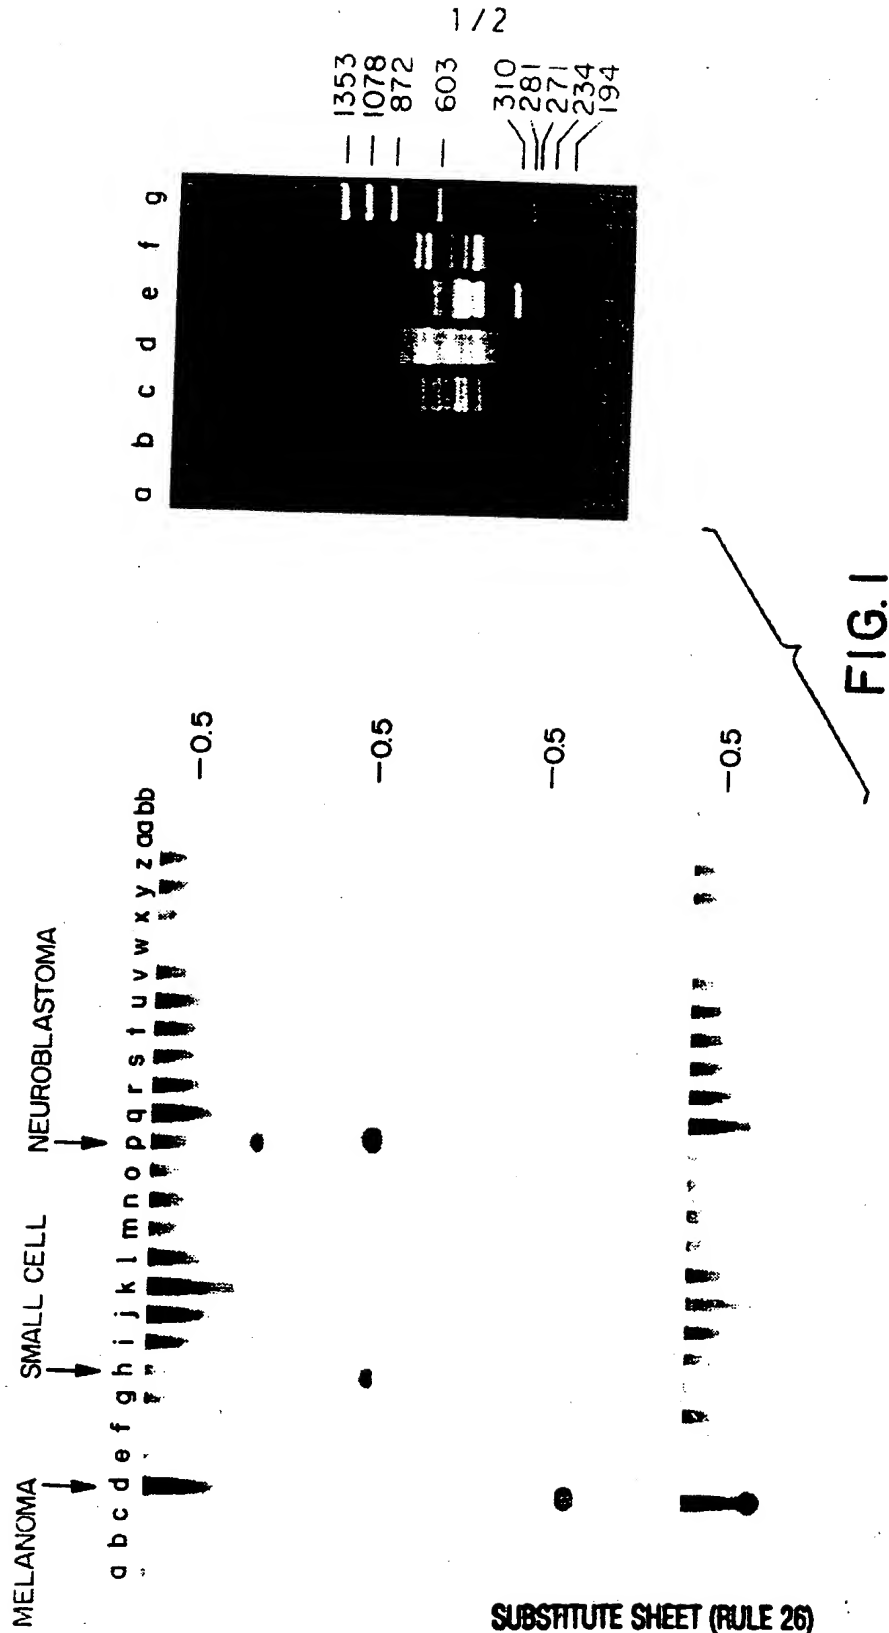 1/2
MELANOMA
SMALL CELL
NEUROBLASTOMA
a b c d e f g h i j k l m n o p q r s t u v w x y z aa bb
–0.5
–0.5
–0.5
–0.5
a b c d e f g
— 1353
— 1078
— 872
— 603
310
281
271
234
194
FIG. 1
SUBSTITUTE SHEET (RULE 26)